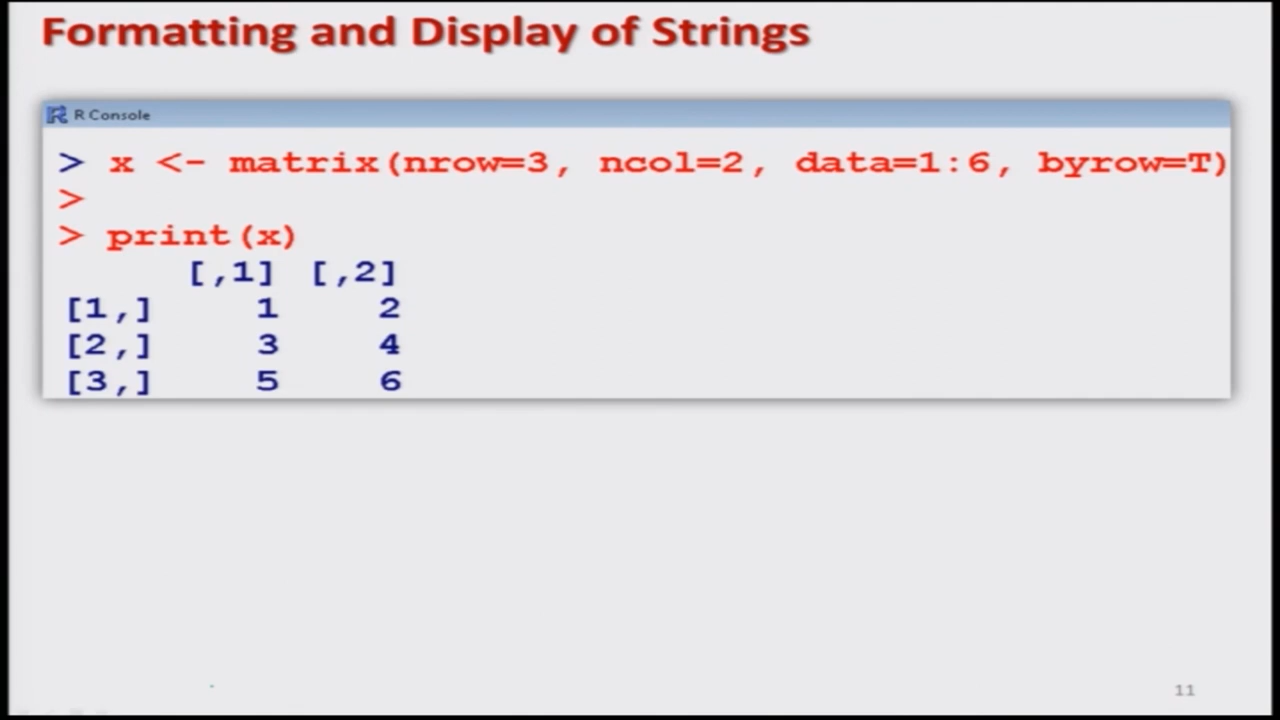 Formatting and Display of Strings
R Console
> x <- matrix(nrow=3, ncol=2, data=1:6, byrow=T)
>
> print(x)
[,1] [,2]
[1,] 1 2
[2,] 3 4
[3,] 5 6
11